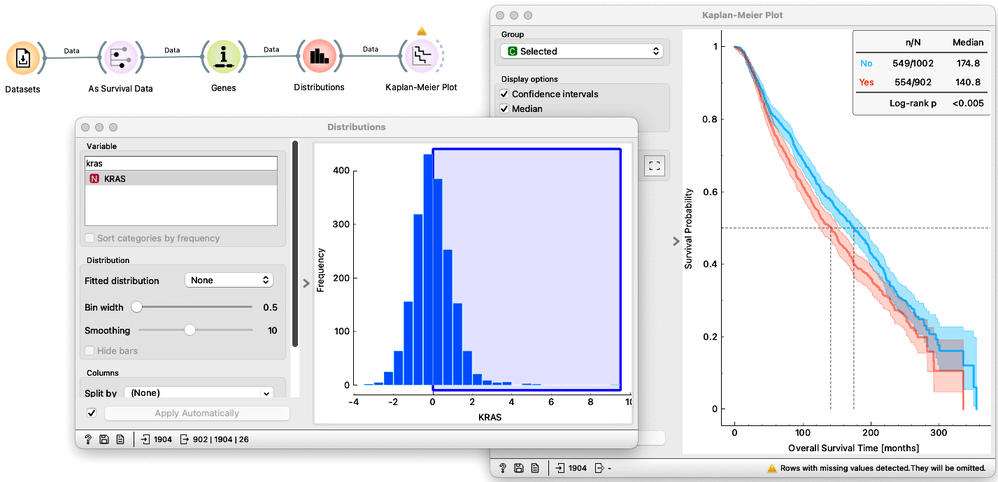 Data
Data
Data
Data
Datasets
As Survival Data
Genes
Distributions
Kaplan-Meier Plot
Kaplan-Meier Plot
Group
C Selected
Display options
Confidence intervals
Median
n/N Median
No 549/1002 174.8
Yes 554/902 140.8
Log-rank p <0.005
1
0.8
0.6
0.4
0.2
0
Survival Probability
0 100 200 300
Overall Survival Time [months]
1904 -
Rows with missing values detected.They will be omitted.
Distributions
Variable
kras
N KRAS
Sort categories by frequency
Distribution
Fitted distribution None
Bin width 0.5
Smoothing 10
Hide bars
Columns
Split by (None)
Apply Automatically
? 1904 902 | 1904 | 26
400
300
200
100
0
Frequency
-4 -2 0 2 4 6 8 10
KRAS
?